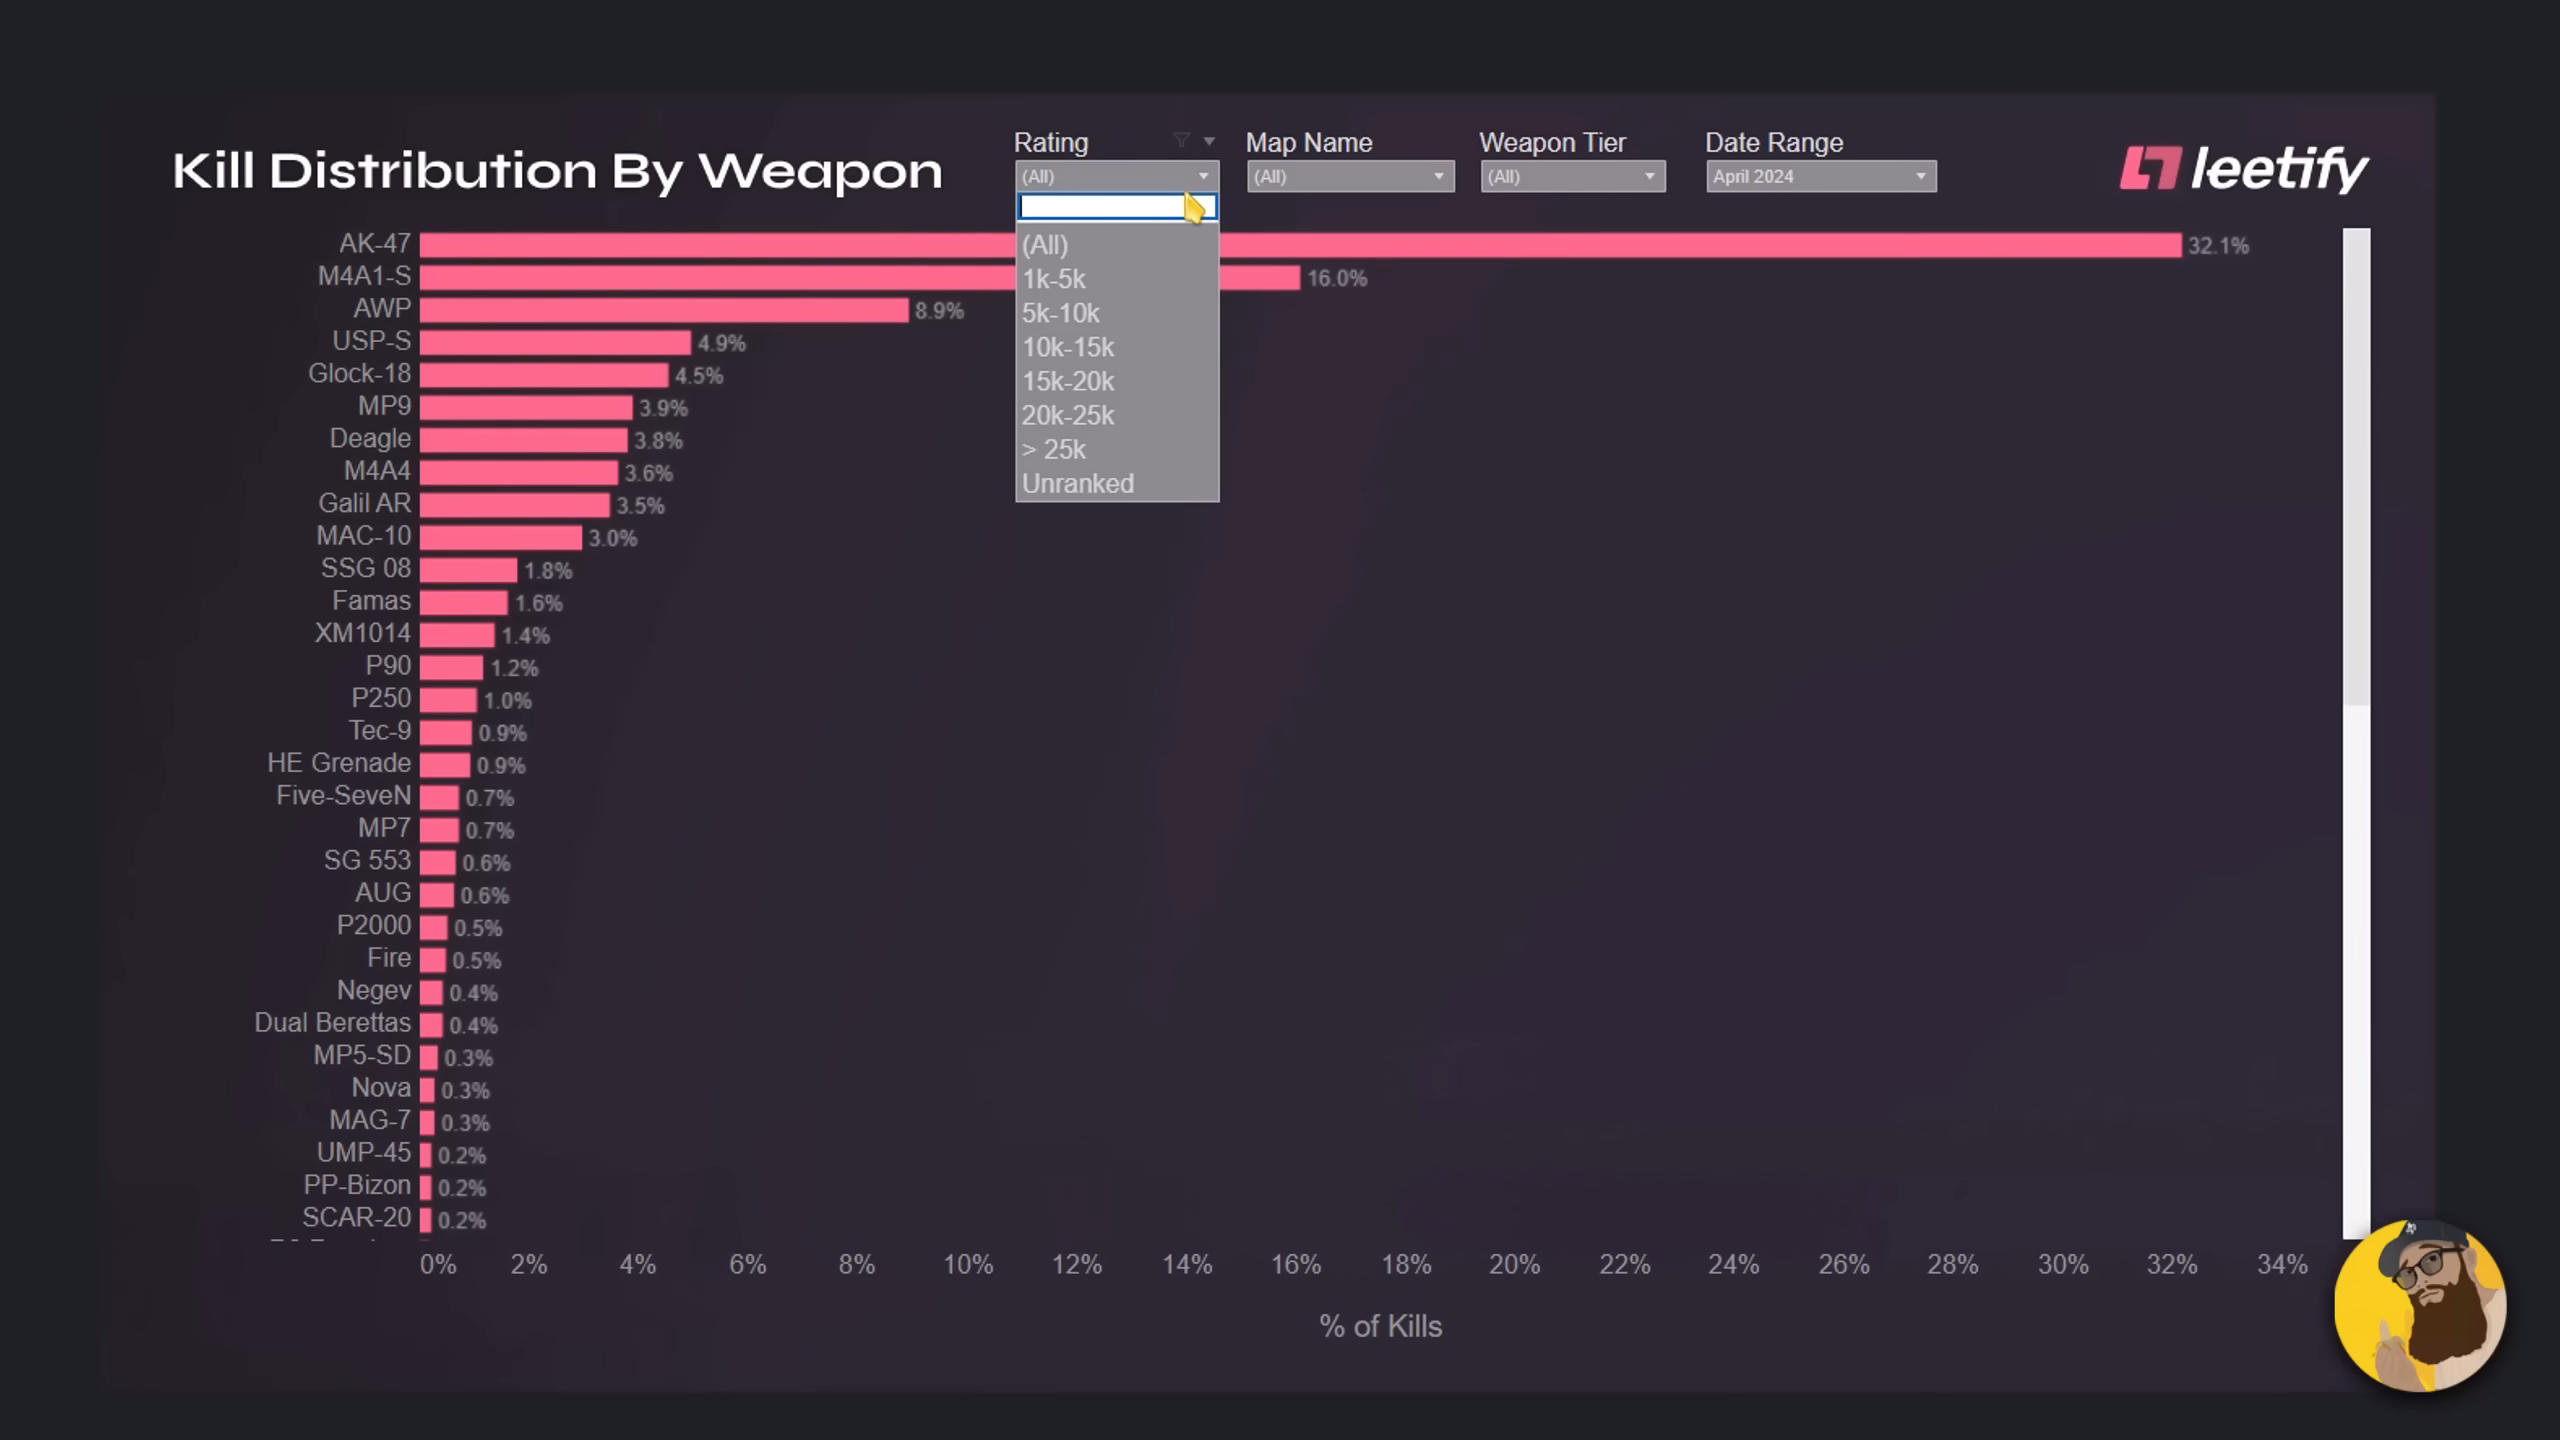 Kill Distribution By Weapon
Rating
(All)
Map Name
(All)
Weapon Tier
(All)
Date Range
April 2024
leetify
(All)
1k-5k
5k-10k
10k-15k
15k-20k
20k-25k
> 25k
Unranked
AK-47 32.1%
M4A1-S 16.0%
AWP 8.9%
USP-S 4.9%
Glock-18 4.5%
MP9 3.9%
Deagle 3.8%
M4A4 3.6%
Galil AR 3.5%
MAC-10 3.0%
SSG 08 1.8%
Famas 1.6%
XM1014 1.4%
P90 1.2%
P250 1.0%
Tec-9 0.9%
HE Grenade 0.9%
Five-SeveN 0.7%
MP7 0.7%
SG 553 0.6%
AUG 0.6%
P2000 0.5%
Fire 0.5%
Negev 0.4%
Dual Berettas 0.4%
MP5-SD 0.3%
Nova 0.3%
MAG-7 0.3%
UMP-45 0.2%
PP-Bizon 0.2%
SCAR-20 0.2%
0% 2% 4% 6% 8% 10% 12% 14% 16% 18% 20% 22% 24% 26% 28% 30% 32% 34%
% of Kills